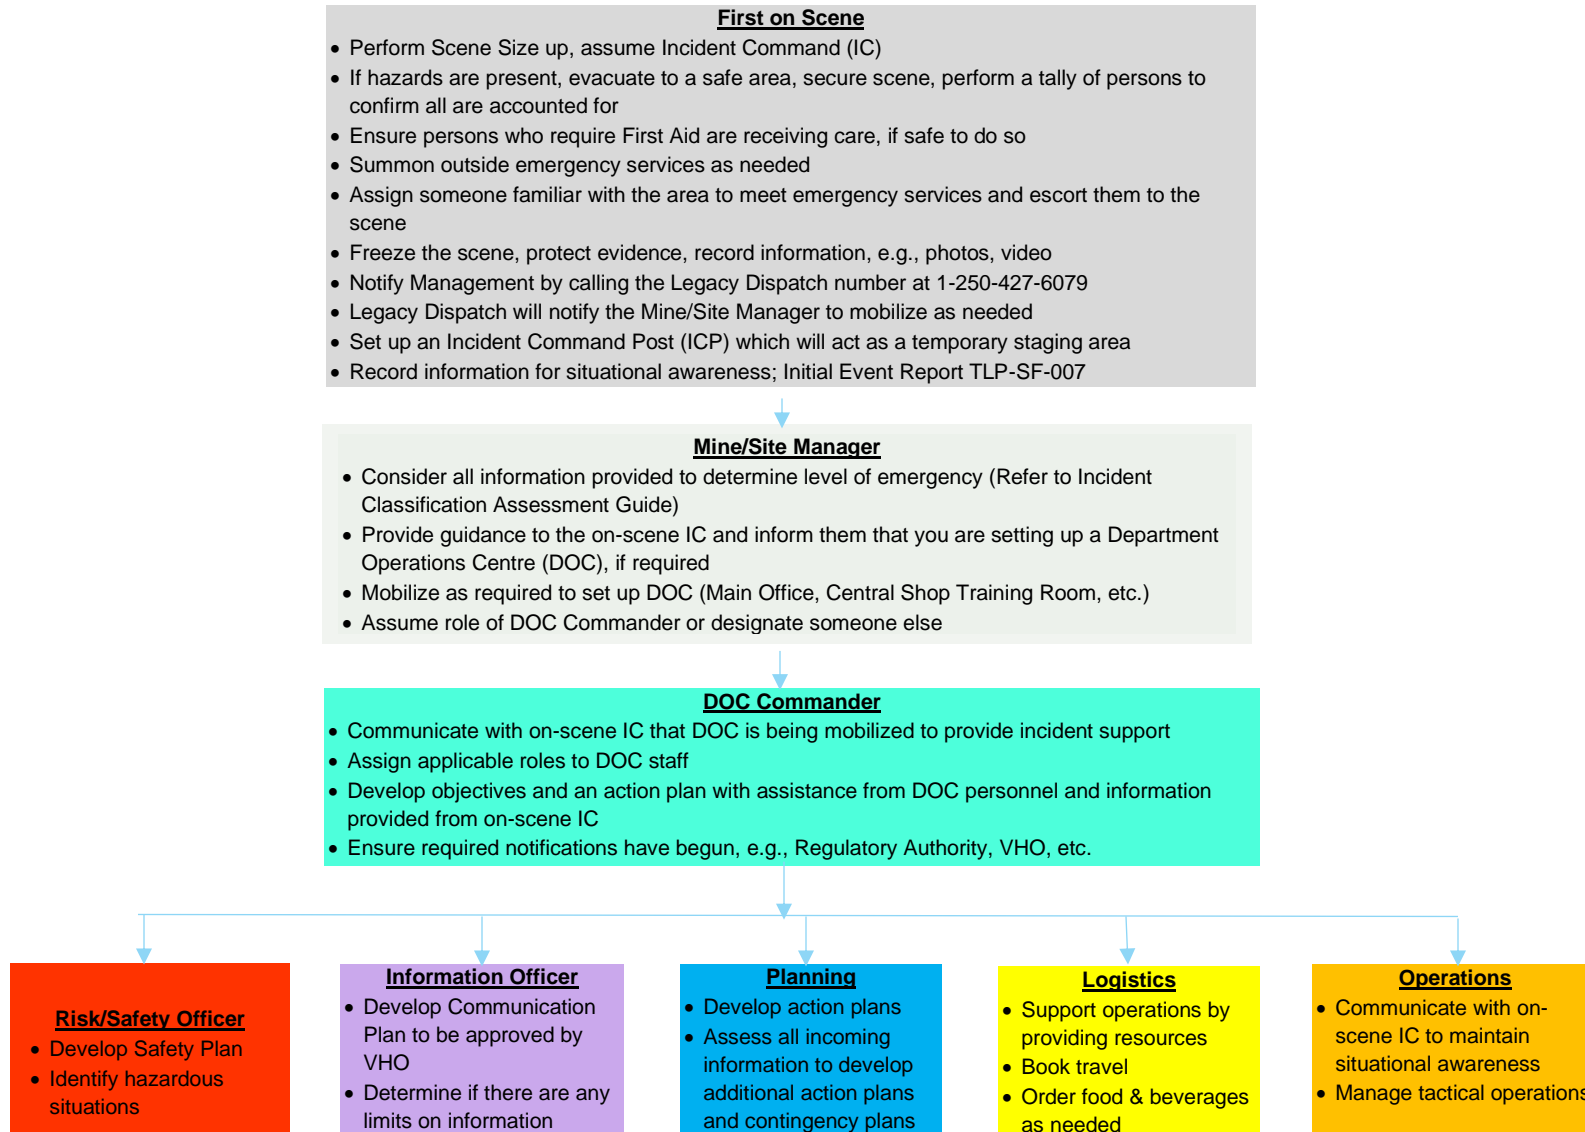 First on Scene
• Perform Scene Size up, assume Incident Command (IC)
• If hazards are present, evacuate to a safe area, secure scene, perform a tally of persons to
confirm all are accounted for
• Ensure persons who require First Aid are receiving care, if safe to do so
• Summon outside emergency services as needed
• Assign someone familiar with the area to meet emergency services and escort them to the
scene
• Freeze the scene, protect evidence, record information, e.g., photos, video
• Notify Management by calling the Legacy Dispatch number at 1-250-427-6079
• Legacy Dispatch will notify the Mine/Site Manager to mobilize as needed
• Set up an Incident Command Post (ICP) which will act as a temporary staging area
• Record information for situational awareness; Initial Event Report TLP-SF-007
Mine/Site Manager
• Consider all information provided to determine level of emergency (Refer to Incident
Classification Assessment Guide)
• Provide guidance to the on-scene IC and inform them that you are setting up a Department
Operations Centre (DOC), if required
• Mobilize as required to set up DOC (Main Office, Central Shop Training Room, etc.)
• Assume role of DOC Commander or designate someone else
DOC Commander
• Communicate with on-scene IC that DOC is being mobilized to provide incident support
• Assign applicable roles to DOC staff
• Develop objectives and an action plan with assistance from DOC personnel and information
provided from on-scene IC
• Ensure required notifications have begun, e.g., Regulatory Authority, VHO, etc.
Risk/Safety Officer
• Develop Safety Plan
• Identify hazardous
situations
Information Officer
• Develop Communication
Plan to be approved by
VHO
• Determine if there are any
limits on information
Planning
• Develop action plans
• Assess all incoming
information to develop
additional action plans
and contingency plans
Logistics
• Support operations by
providing resources
• Book travel
• Order food & beverages
as needed
Operations
• Communicate with on-
scene IC to maintain
situational awareness
• Manage tactical operations